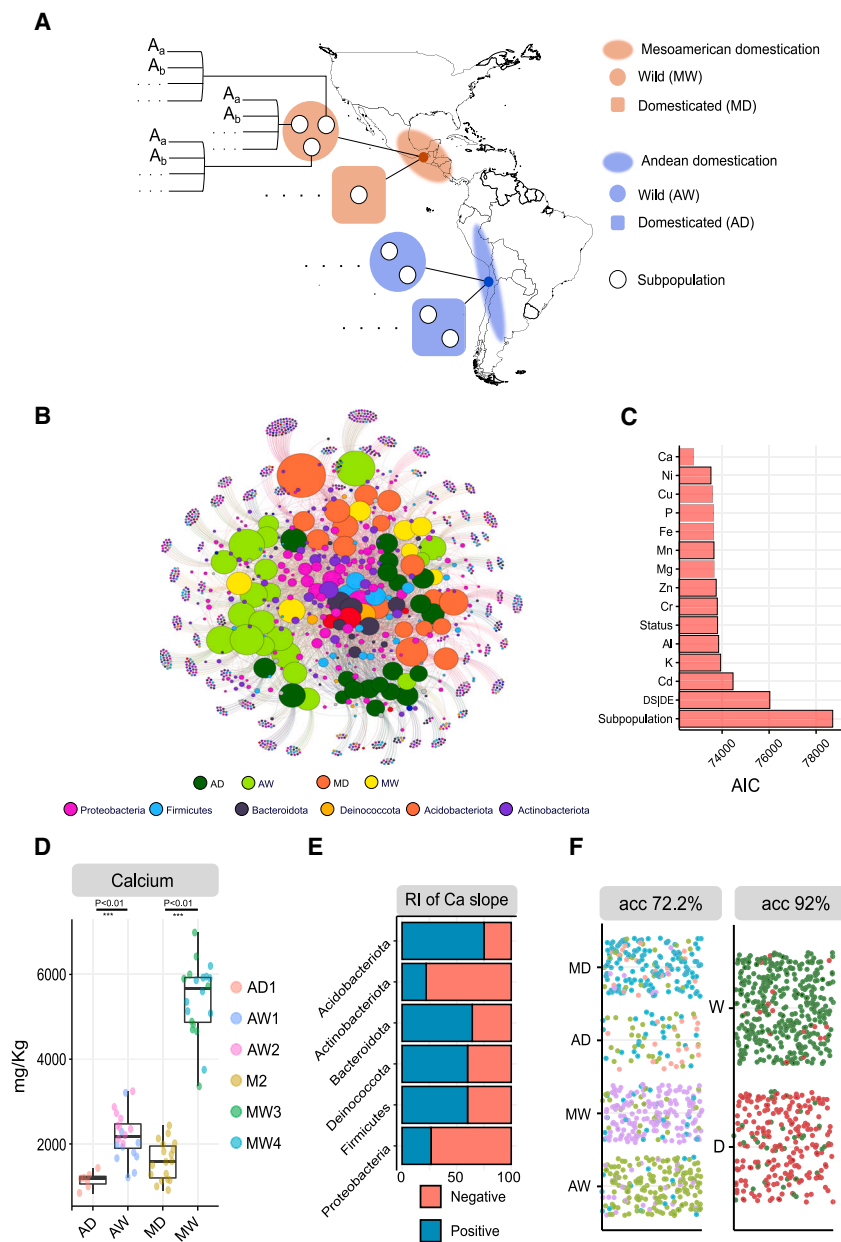 A
Aa
Ab
Aa
Ab
Aa
Ab
Mesoamerican domestication
Wild (MW)
Domesticated (MD)
Andean domestication
Wild (AW)
Domesticated (AD)
Subpopulation
B
AD
AW
MD
MW
Proteobacteria
Firmicutes
Bacteroidota
Deinococcota
Acidobacteriota
Actinobacteriota
C
Ca
Ni
Cu
P
Fe
Mn
Mg
Zn
Cr
Status
Al
K
Cd
DS|DE
Subpopulation
74000
76000
78000
AIC
D
Calcium
P<0.01
***
P<0.01
***
mg/Kg
6000
4000
2000
AD
AW
MD
MW
AD1
AW1
AW2
M2
MW3
MW4
E
RI of Ca slope
Acidobacteriota
Actinobacteriota
Bacteroidota
Deinococcota
Firmicutes
Proteobacteria
0
50
100
Negative
Positive
F
acc 72.2%
MD
AD
MW
AW
acc 92%
W
D